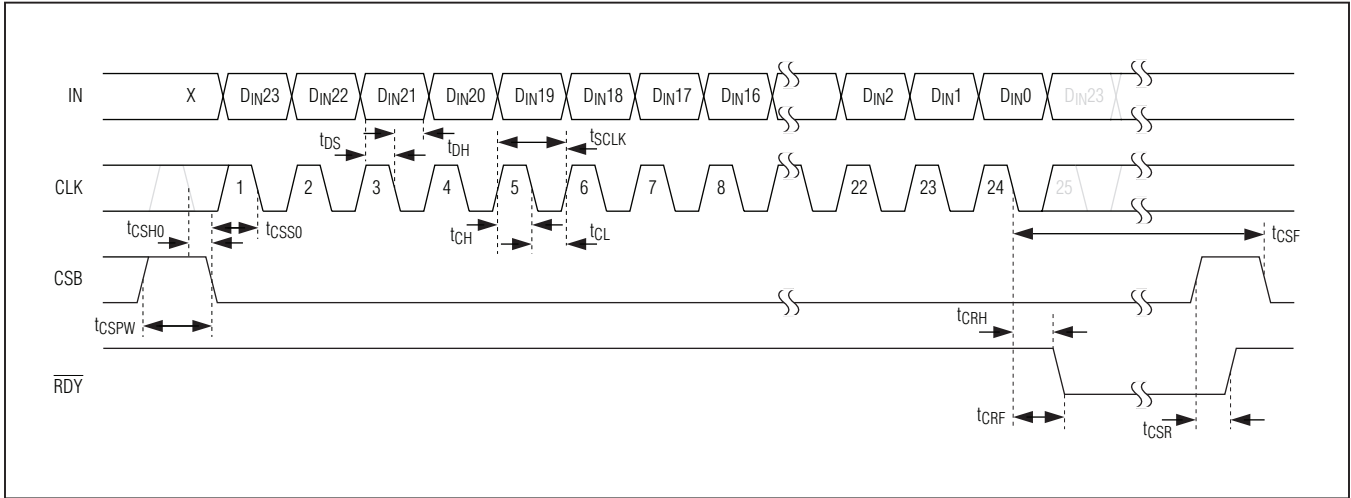 IN X DIN23 DIN22 DIN21 DIN20 DIN19 DIN18 DIN17 DIN16 DIN2 DIN1 DIN0 DIN23
tDS tDH tSCLK
CLK 1 2 3 4 5 6 7 8 22 23 24 25
tCSH0 tCSS0 tCH tCL tCSF
CSB
tCSPW tCRH
RDY
tCRF tCSR